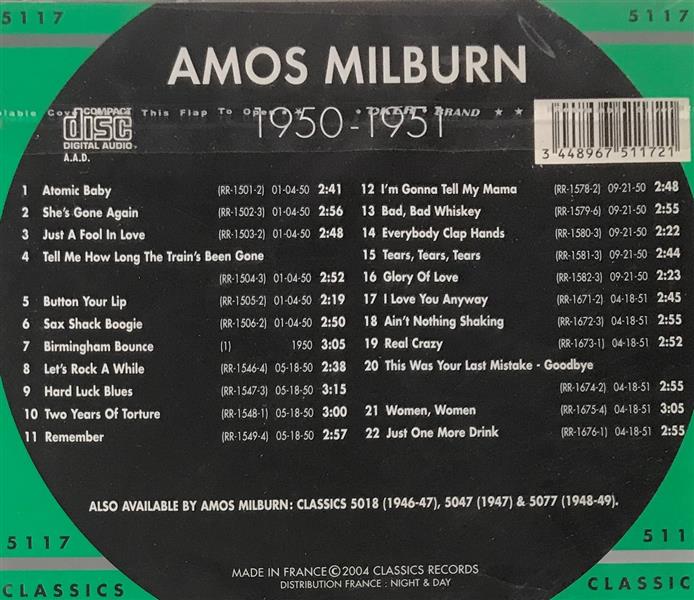 5117 5117
AMOS MILBURN
This Flap To Open
BRAND
COMPACT
disc
DIGITAL AUDIO
A.A.D.
1950-1951
3 448967 511721
1 Atomic Baby (RR-1501-2) 01-04-50 2:41
2 She's Gone Again (RR-1502-3) 01-04-50 2:56
3 Just A Fool In Love (RR-1503-2) 01-04-50 2:48
4 Tell Me How Long The Train's Been Gone
(RR-1504-3) 01-04-50 2:52
5 Button Your Lip (RR-1505-2) 01-04-50 2:19
6 Sax Shack Boogie (RR-1506-2) 01-04-50 2:50
7 Birmingham Bounce (1) 1950 3:05
8 Let's Rock A While (RR-1546-4) 05-18-50 2:38
9 Hard Luck Blues (RR-1547-3) 05-18-50 3:15
10 Two Years Of Torture (RR-1548-1) 05-18-50 3:00
11 Remember (RR-1549-4) 05-18-50 2:57
12 I'm Gonna Tell My Mama (RR-1578-2) 09-21-50 2:48
13 Bad, Bad Whiskey (RR-1579-6) 09-21-50 2:55
14 Everybody Clap Hands (RR-1580-3) 09-21-50 2:22
15 Tears, Tears, Tears (RR-1581-3) 09-21-50 2:44
16 Glory Of Love (RR-1582-3) 09-21-50 2:23
17 I Love You Anyway (RR-1671-2) 04-18-51 2:45
18 Ain't Nothing Shaking (RR-1672-3) 04-18-51 2:55
19 Real Crazy (RR-1673-1) 04-18-51 2:52
20 This Was Your Last Mistake - Goodbye
(RR-1674-2) 04-18-51 2:55
21 Women, Women (RR-1675-4) 04-18-51 3:05
22 Just One More Drink (RR-1676-1) 04-18-51 2:55
ALSO AVAILABLE BY AMOS MILBURN: CLASSICS 5018 (1946-47), 5047 (1947) & 5077 (1948-49).
5117 511
MADE IN FRANCE©2004 CLASSICS RECORDS
DISTRIBUTION FRANCE : NIGHT & DAY
CLASSICS CLASSIC